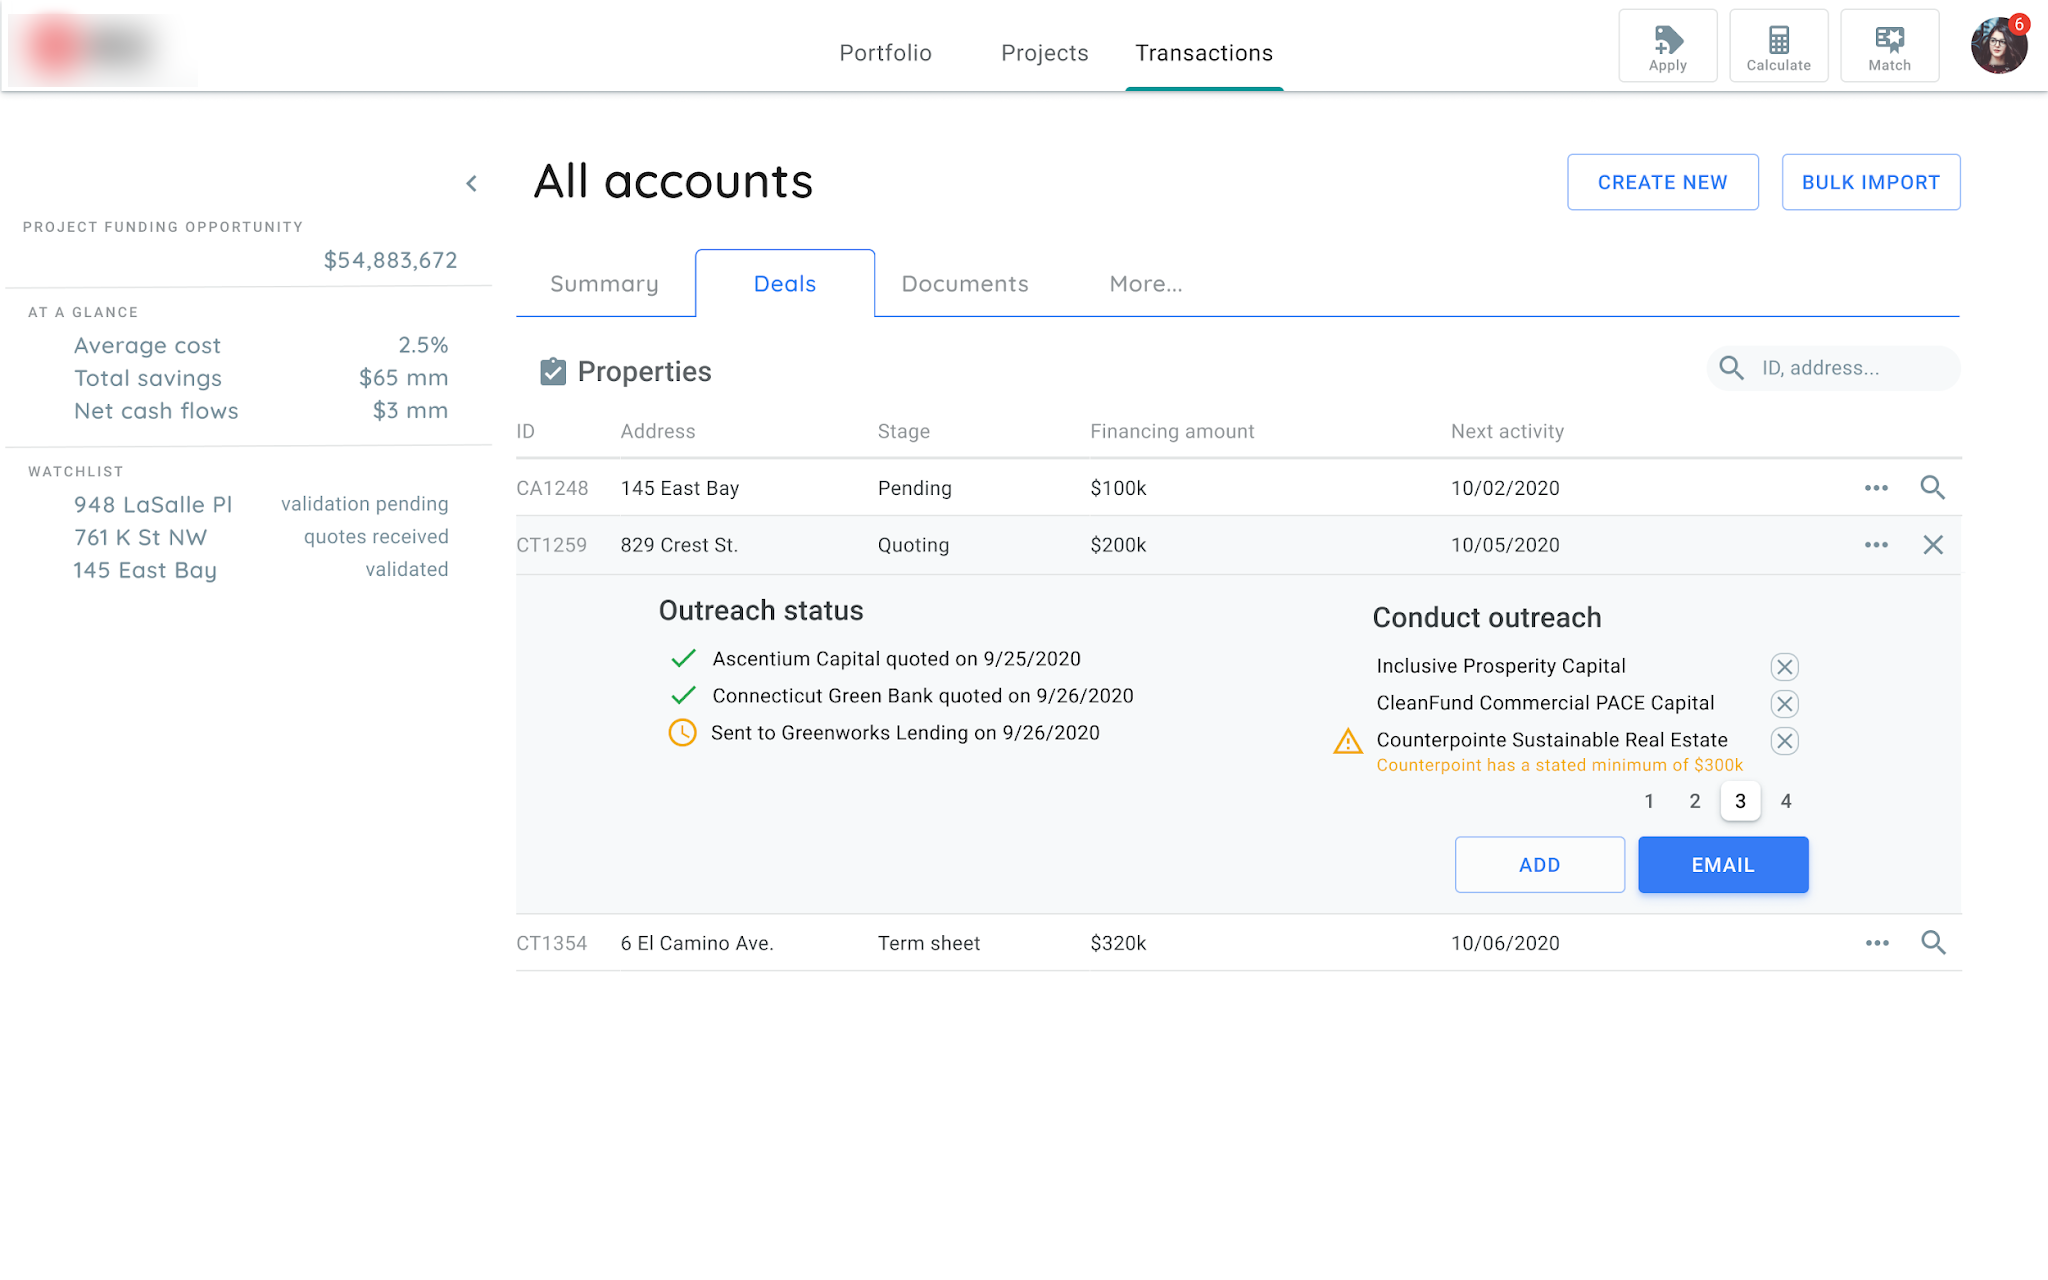 Portfolio Projects Transactions
Apply Calculate Match 6
All accounts
CREATE NEW BULK IMPORT
PROJECT FUNDING OPPORTUNITY
$54,883,672
AT A GLANCE
Average cost 2.5%
Total savings $65 mm
Net cash flows $3 mm
WATCHLIST
948 LaSalle Pl validation pending
761 K St NW quotes received
145 East Bay validated
Summary Deals Documents More...
Properties
ID, address...
ID Address Stage Financing amount Next activity
CA1248 145 East Bay Pending $100k 10/02/2020
CT1259 829 Crest St. Quoting $200k 10/05/2020
Outreach status
Ascentium Capital quoted on 9/25/2020
Connecticut Green Bank quoted on 9/26/2020
Sent to Greenworks Lending on 9/26/2020
Conduct outreach
Inclusive Prosperity Capital
CleanFund Commercial PACE Capital
Counterpointe Sustainable Real Estate
Counterpoint has a stated minimum of $300k
1 2 3 4
ADD EMAIL
CT1354 6 El Camino Ave. Term sheet $320k 10/06/2020